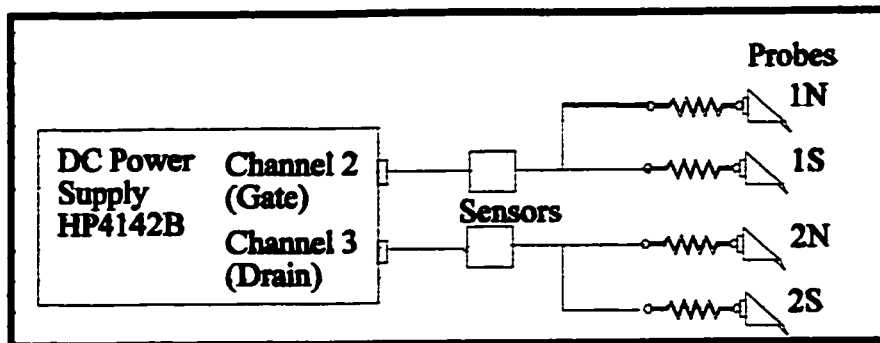 Probes
1N
1S
2N
2S
DC Power
Supply
HP4142B
Channel 2
(Gate)
Channel 3
(Drain)
Sensors